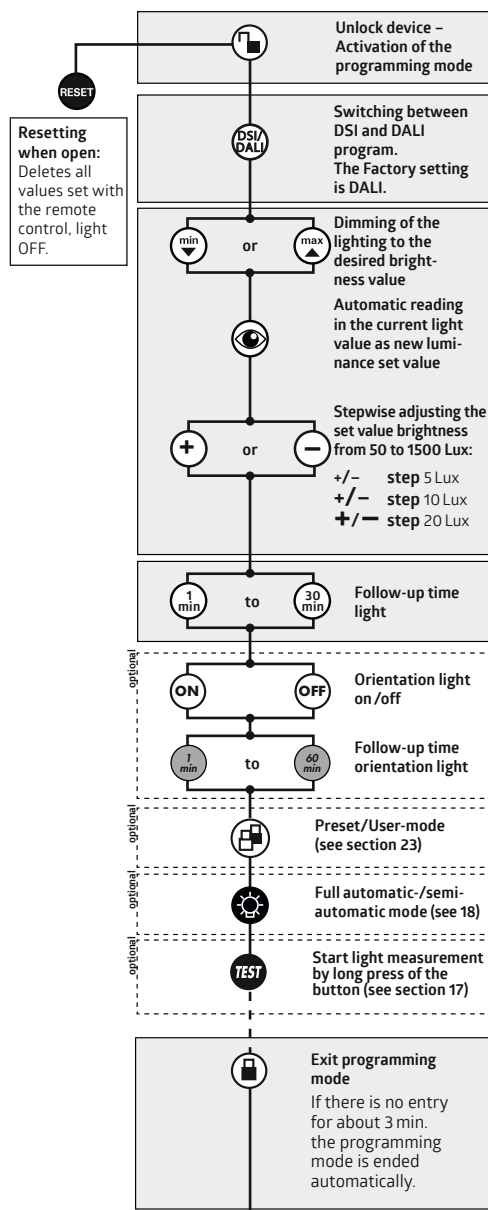 Unlock device –
Activation of the
programming mode
RESET
Resetting
when open:
Deletes all
values set with
the remote
control, light
OFF.
DSI/
DALI
Switching between
DSI and DALI
program.
The Factory setting
is DALI.
min
or
max
Dimming of the
lighting to the
desired bright-
ness value
Automatic reading
in the current light
value as new lumi-
nance set value
+
or
–
Stepwise adjusting the
set value brightness
from 50 to 1500 Lux:
+/– step 5 Lux
+/– step 10 Lux
+/– step 20 Lux
1
min
to
30
min
Follow-up time
light
optional
ON
OFF
Orientation light
on/off
1
min
to
60
min
Follow-up time
orientation light
optional
Preset/User-mode
(see section 23)
optional
Full automatic-/semi-
automatic mode (see 18)
optional
TEST
Start light measurement
by long press of the
button (see section 17)
Exit programming
mode
If there is no entry
for about 3 min.
the programming
mode is ended
automatically.